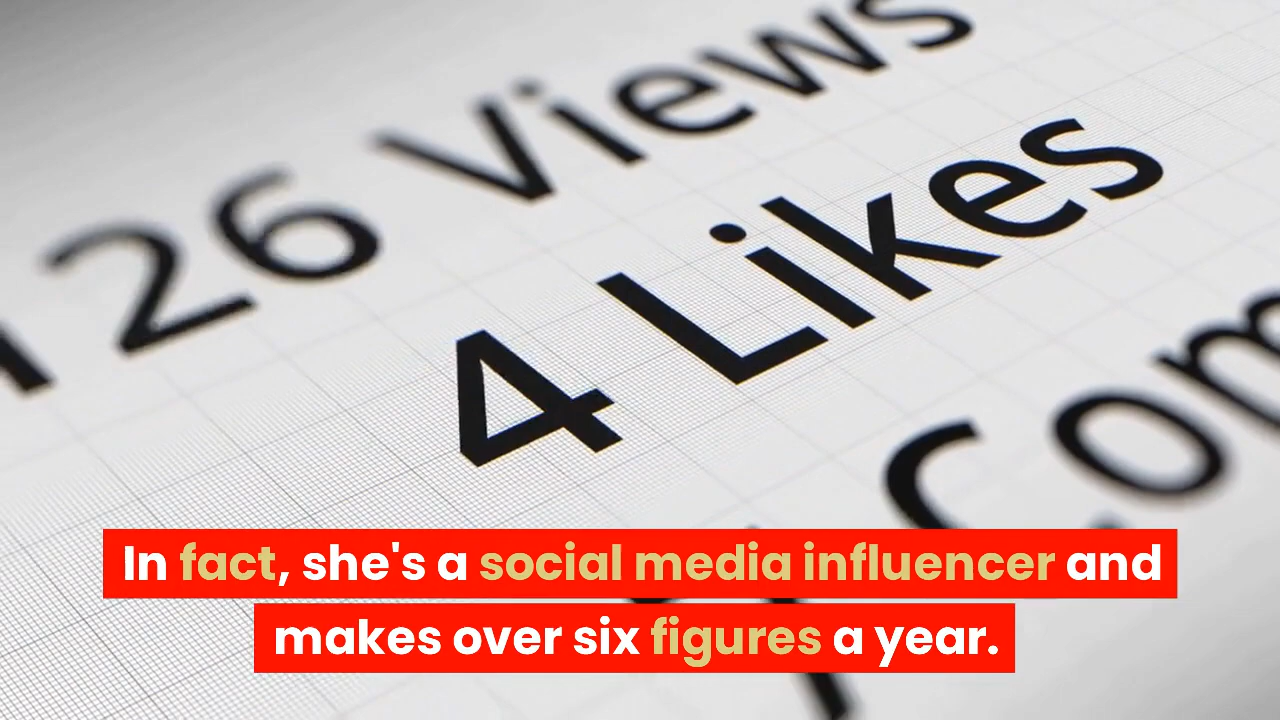 126 Views
4 Likes
Com
In fact, she's a social media influencer and
makes over six figures a year.